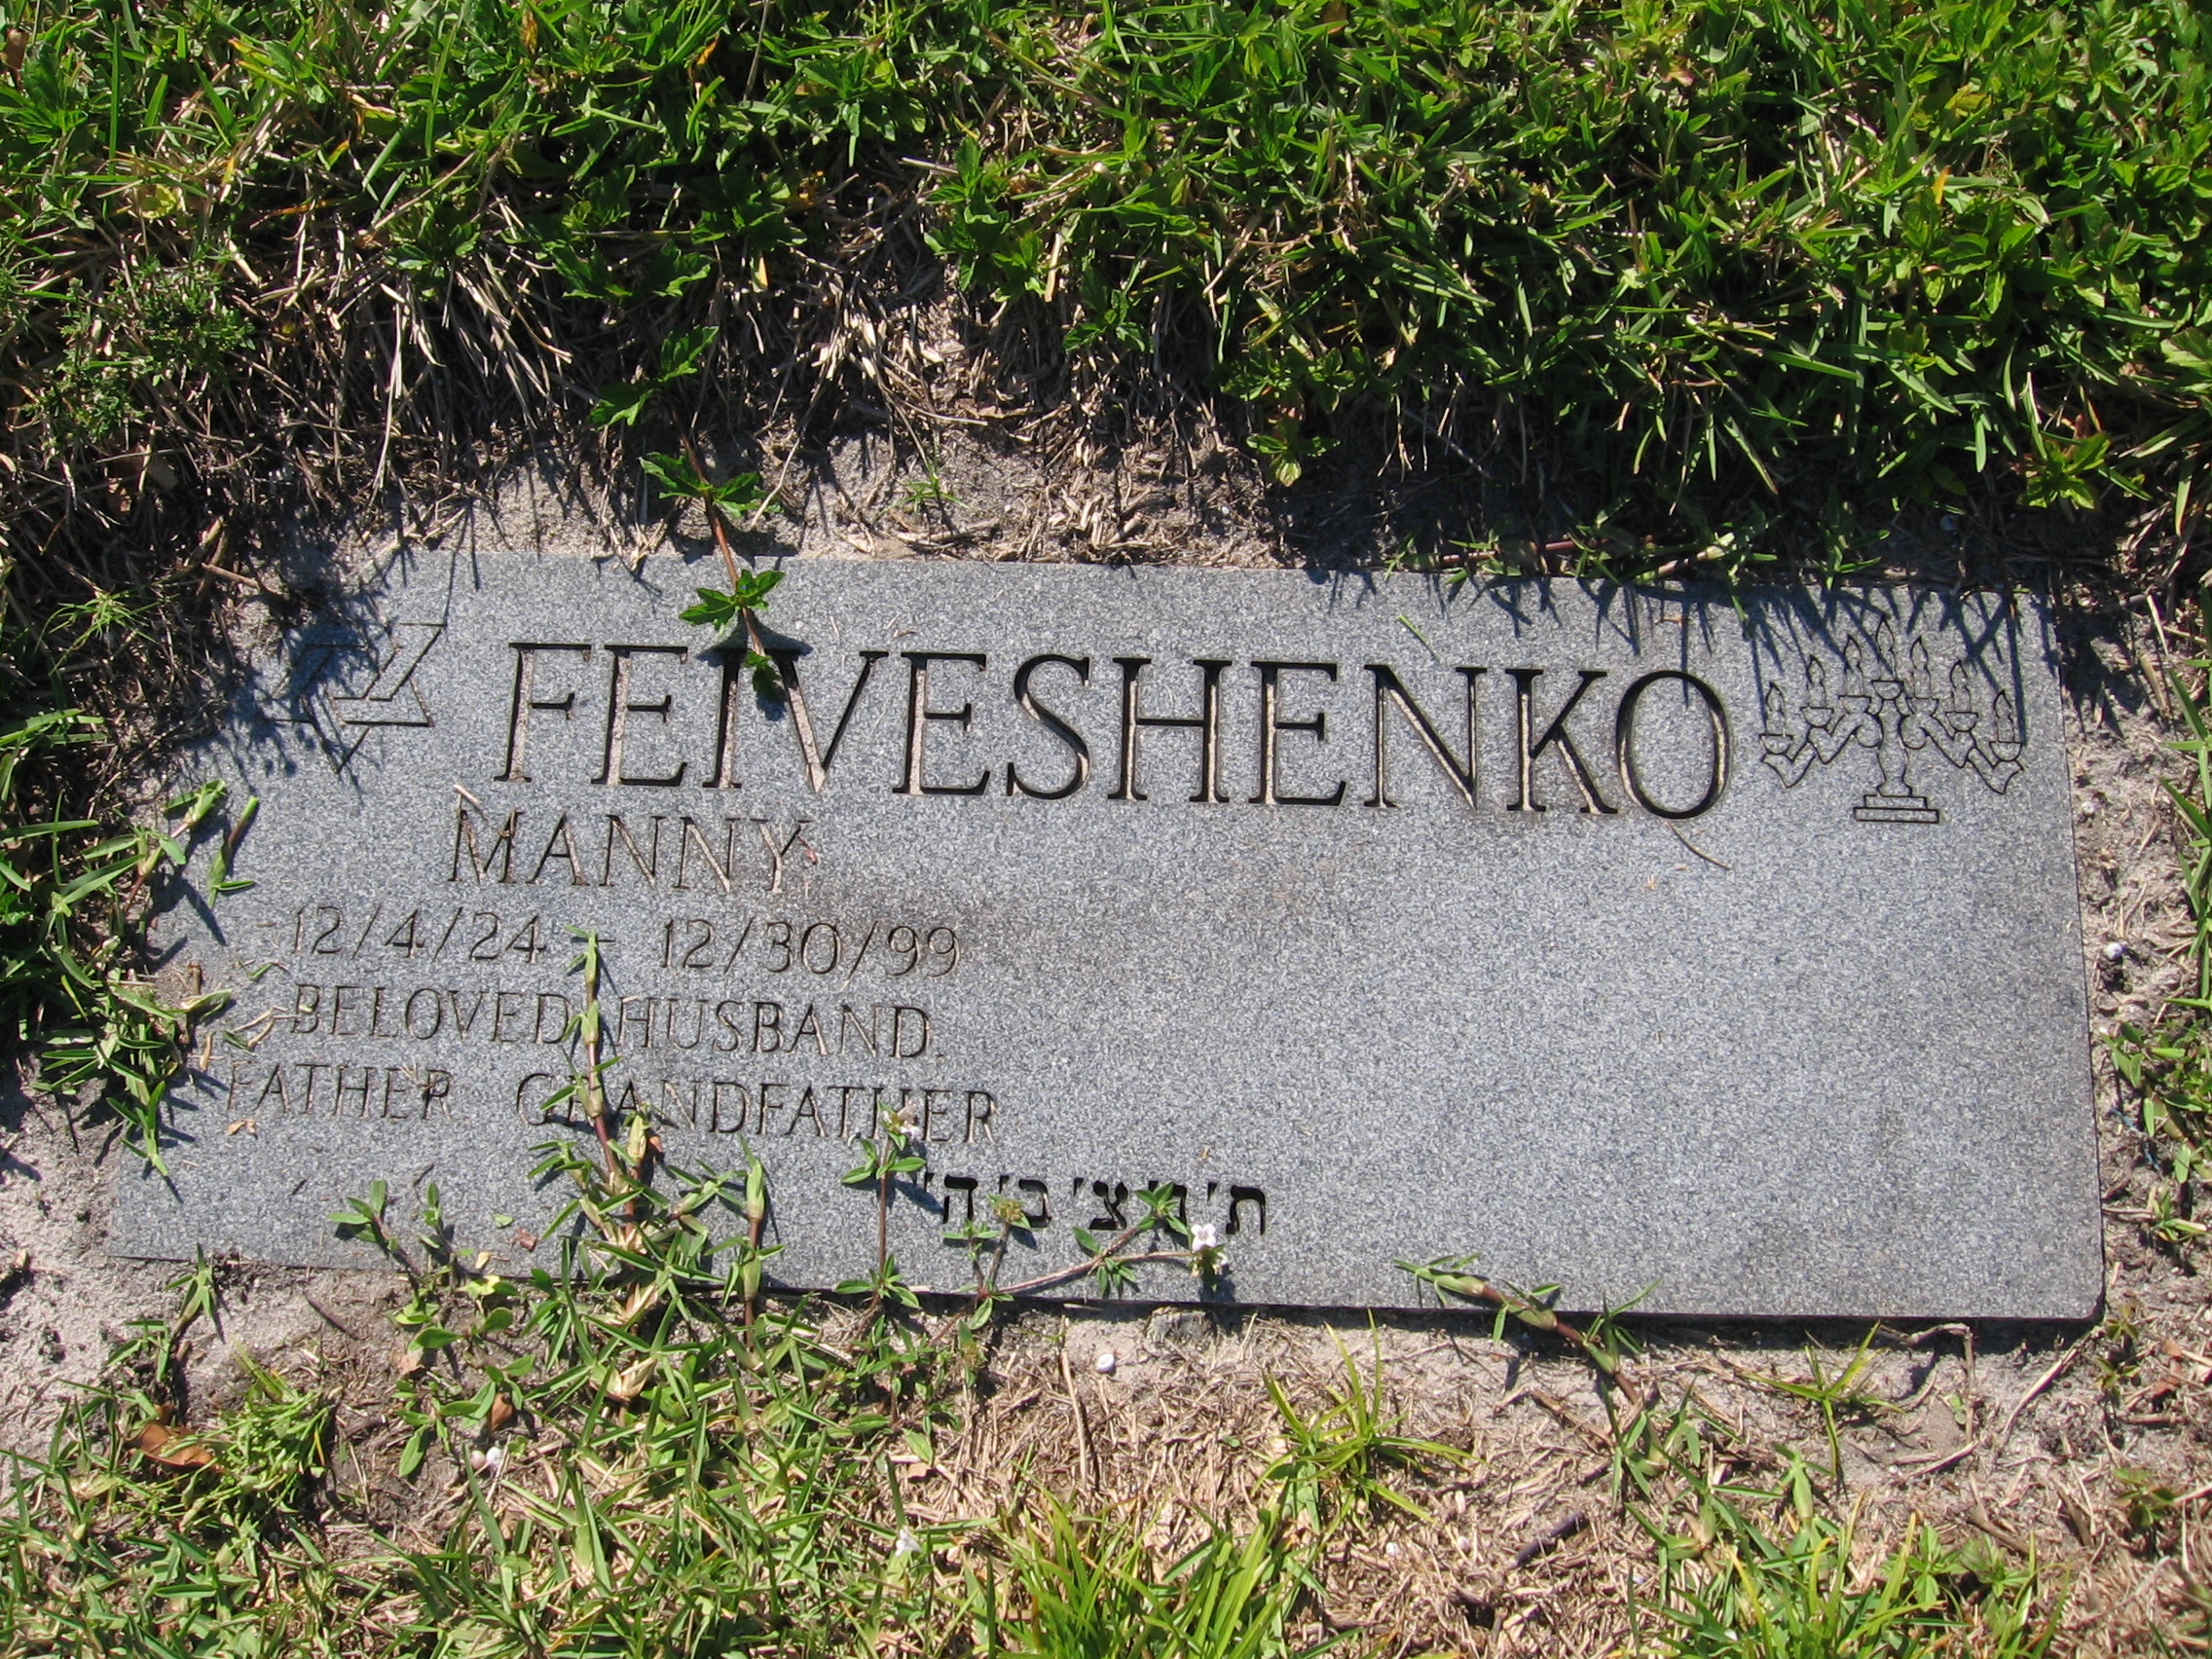 FEIVESHENKO
MANNY
12/4/24 - 12/30/99
BELOVED HUSBAND
FATHER GRANDFATHER
ת'נ'צ'ב'ה'